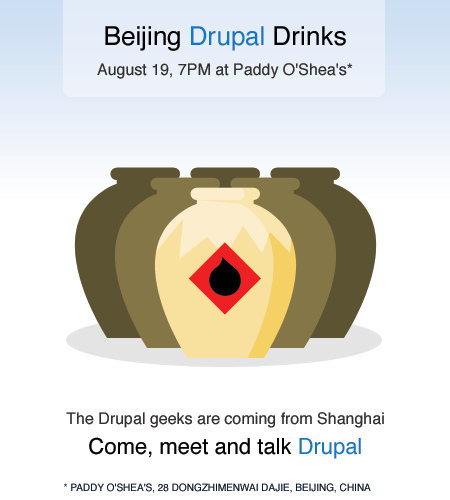 Beijing Drupal Drinks
August 19, 7PM at Paddy O'Shea's*
The Drupal geeks are coming from Shanghai
Come, meet and talk Drupal
* PADDY O'SHEA'S, 28 DONGZHIMENWAI DAJIE, BEIJING, CHINA